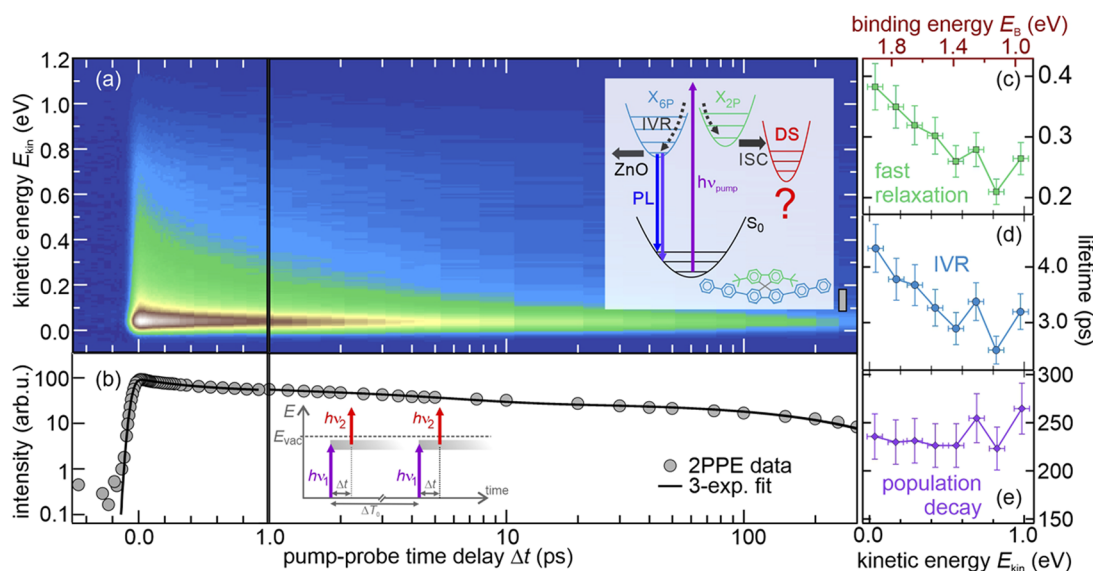 binding energy E_B (eV)
1.8 1.4 1.0
(a)
1.2
1.0
0.8
0.6
0.4
0.2
0.0
kinetic energy E_kin (eV)
X_6P X_2P
IVR
DS
ZnO ISC
PL hν_pump ?
S_0
(c)
0.4
0.3
0.2
fast
relaxation
(d)
IVR
4.0
3.0
lifetime (ps)
(b)
100
10
1
0.1
intensity (arb.u.)
E
E_vac
hν_2 hν_2
hν_1 Δt hν_1 Δt
time
ΔT_0
2PPE data
3-exp. fit
300
250
200
150
population
decay
(e)
0.0 1.0 10 100
pump-probe time delay Δt (ps)
0.0 0.4 1.0
kinetic energy E_kin (eV)